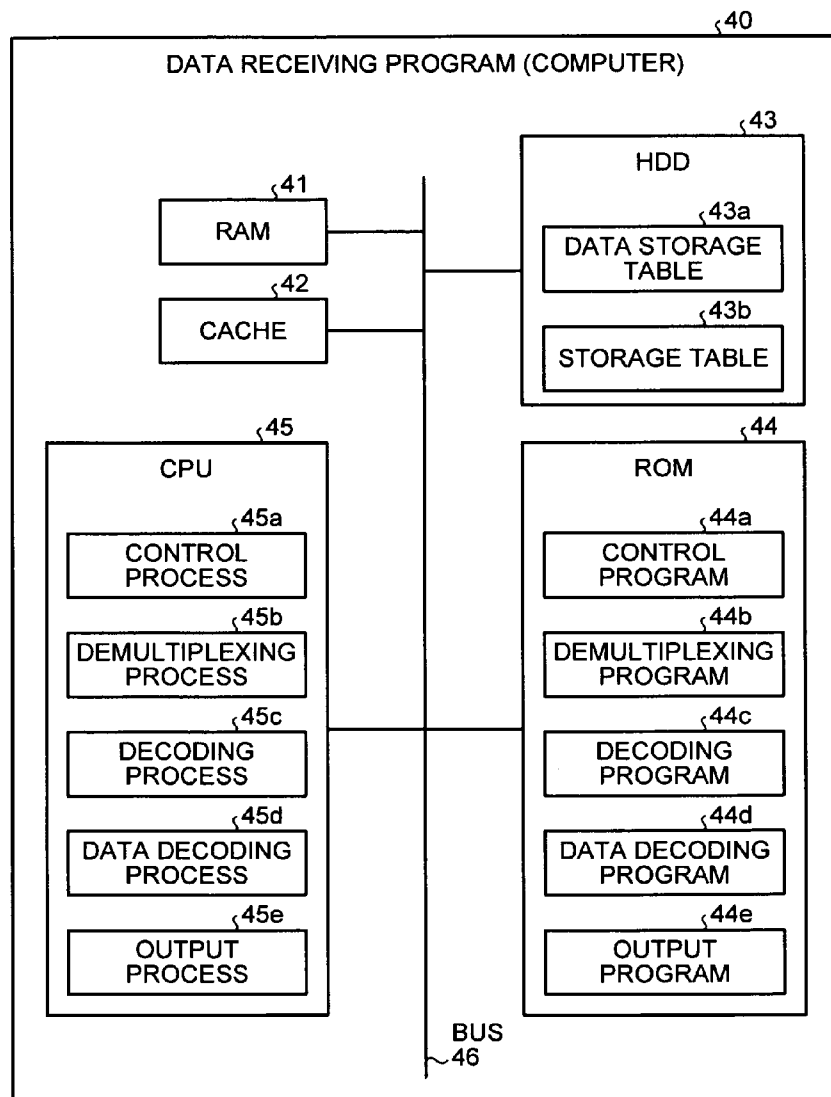 40
DATA RECEIVING PROGRAM (COMPUTER)
41
RAM
42
CACHE
43
HDD
43a
DATA STORAGE
TABLE
43b
STORAGE TABLE
45
CPU
45a
CONTROL
PROCESS
45b
DEMULTIPLEXING
PROCESS
45c
DECODING
PROCESS
45d
DATA DECODING
PROCESS
45e
OUTPUT
PROCESS
44
ROM
44a
CONTROL
PROGRAM
44b
DEMULTIPLEXING
PROGRAM
44c
DECODING
PROGRAM
44d
DATA DECODING
PROGRAM
44e
OUTPUT
PROGRAM
BUS
46